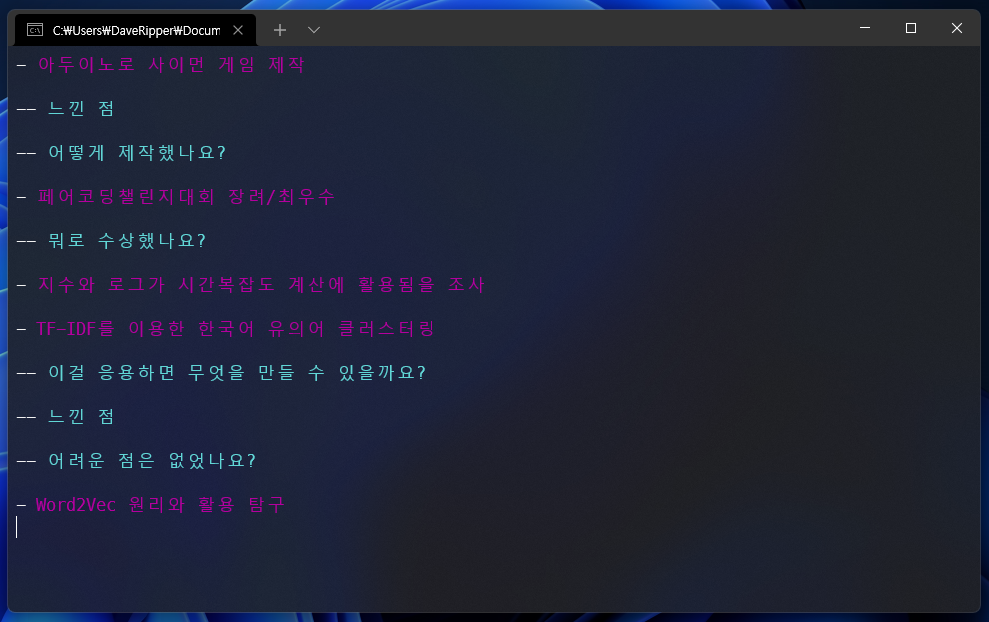 C:₩Users₩DaveRipper₩Docum
- 아두이노로 사이먼 게임 제작
-- 느낀 점
-- 어떻게 제작했나요?
- 페어코딩챌린지대회 장려/최우수
-- 뭐로 수상했나요?
- 지수와 로그가 시간복잡도 계산에 활용됨을 조사
- TF-IDF를 이용한 한국어 유의어 클러스터링
-- 이걸 응용하면 무엇을 만들 수 있을까요?
-- 느낀 점
-- 어려운 점은 없었나요?
- Word2Vec 원리와 활용 탐구